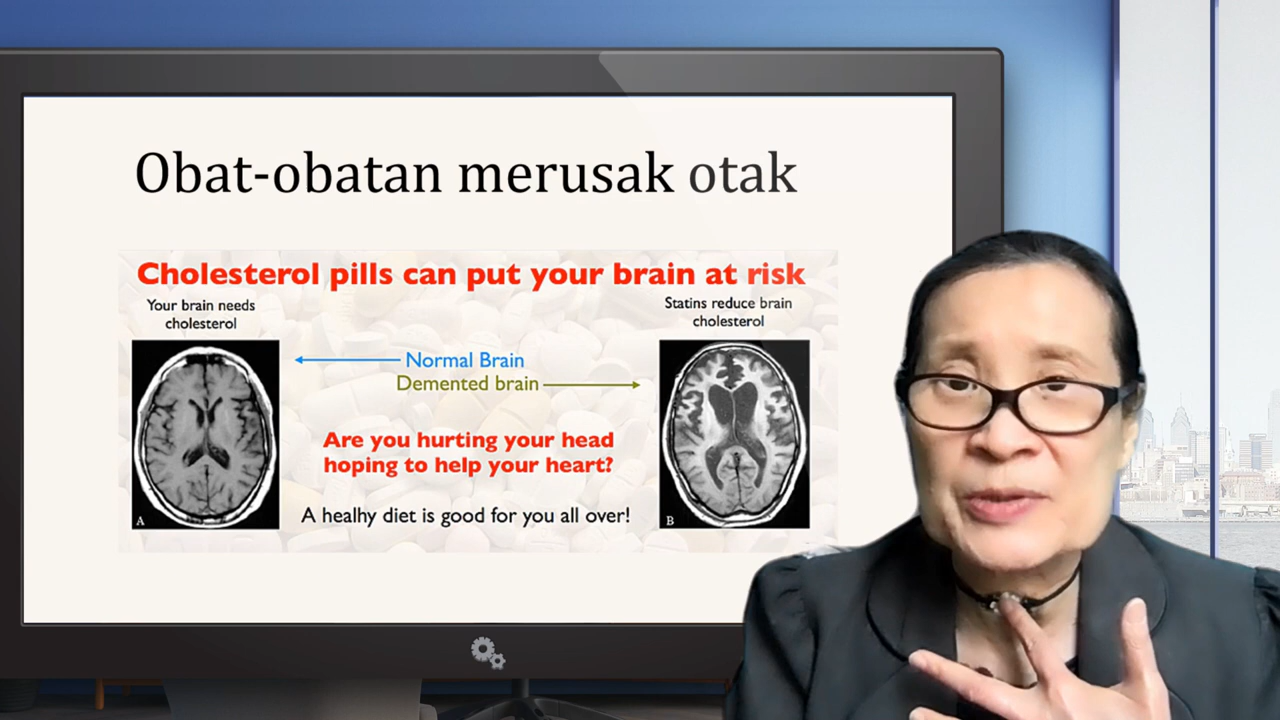 Obat-obatan merusak otak
Cholesterol pills can put your brain at risk
Your brain needs
cholesterol
Statins reduce brain
cholesterol
Normal Brain
Demented brain
Are you hurting your head
hoping to help your heart?
A healhy diet is good for you all over!
A
B